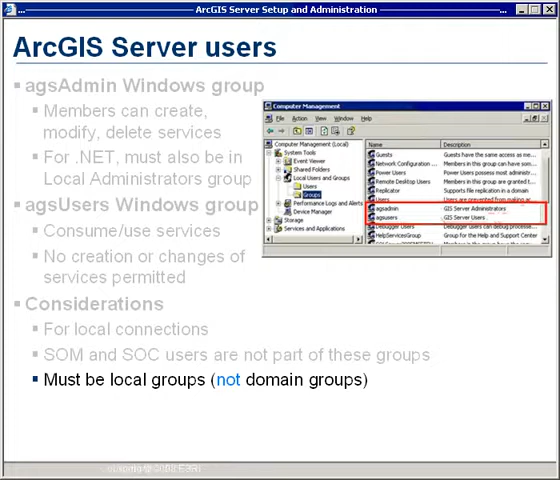 ArcGIS Server Setup and Administration
ArcGIS Server users
agsAdmin Windows group
Members can create,
modify, delete services
For .NET, must also be in
Local Administrators group
agsUsers Windows group
Consume/use services
No creation or changes of
services permitted
Considerations
For local connections
SOM and SOC users are not part of these groups
Must be local groups (not domain groups)
Computer Management
File Action View Window Help
Computer Management (Local)
System Tools
Event Viewer
Shared Folders
Local Users and Groups
Users
Groups
Performance Logs and Alerts
Device Manager
Storage
Services and Applications
Name Description
Guests Guests have the same access as me...
Network Configuration ... Members in this group can have som...
Power Users Power Users possess most administr...
Remote Desktop Users Members in this group are granted t...
Replicator Supports file replication in a domain
Users Users are prevented from making
agsadmin GIS Server Administrators
agsusers GIS Server Users
Debugger Users Debugger Users can debug processe...
HelpServicesGroup Group for the Help and Support Center